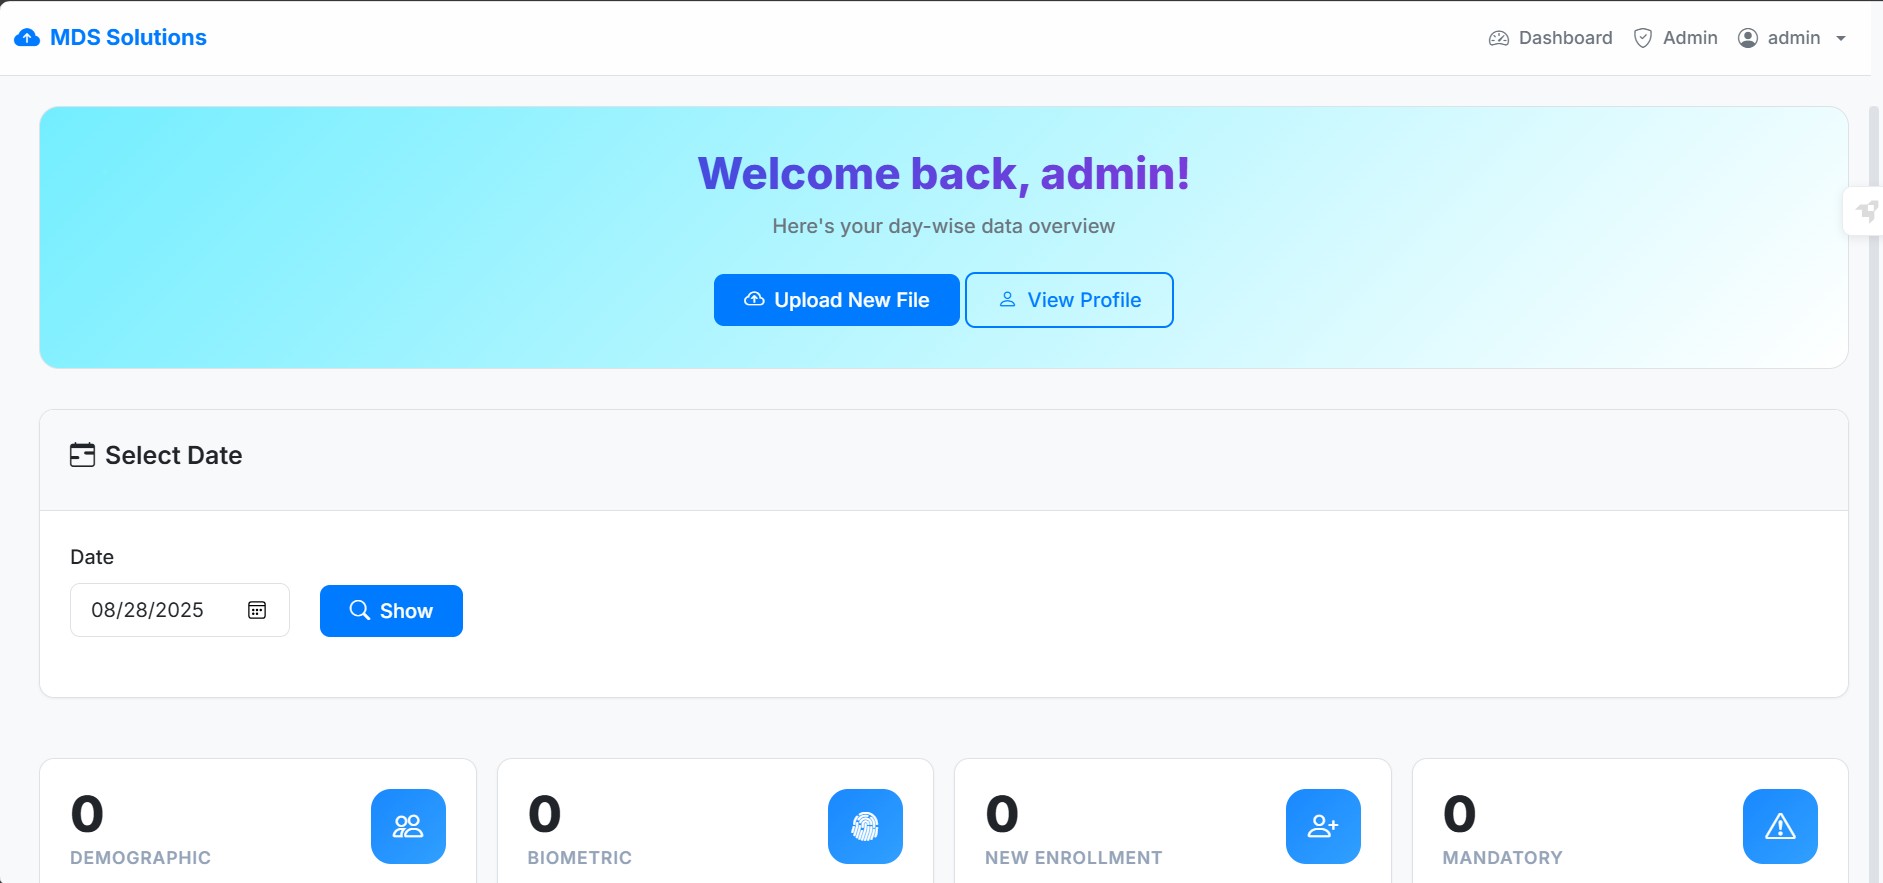 MDS Solutions
Dashboard
Admin
admin
Welcome back, admin!
Here's your day-wise data overview
Upload New File
View Profile
Select Date
Date
08/28/2025
Show
0
DEMOGRAPHIC
0
BIOMETRIC
0
NEW ENROLLMENT
0
MANDATORY